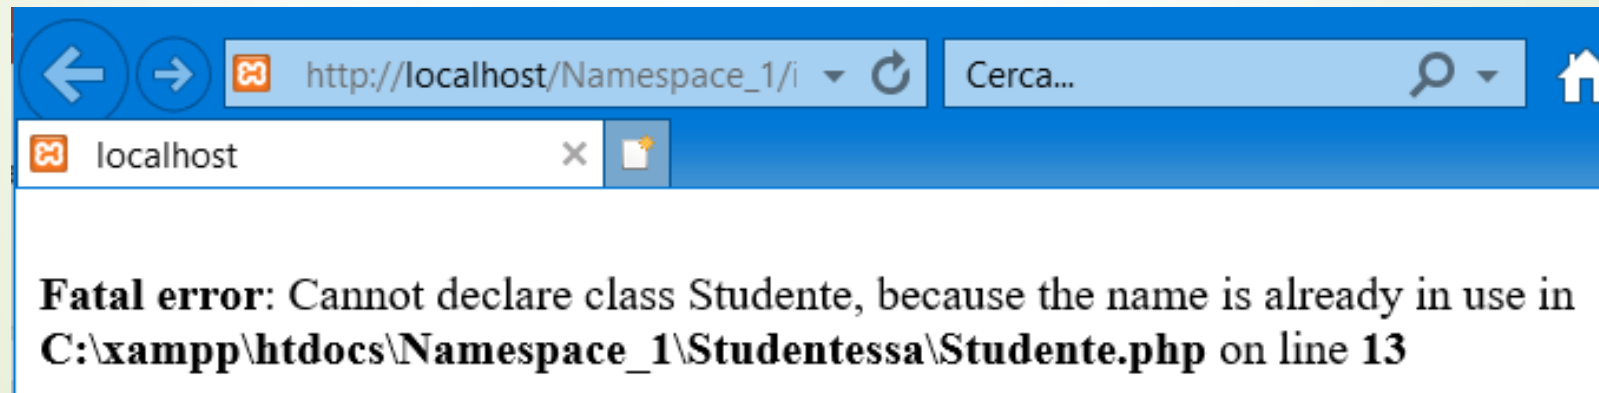 http://localhost/Namespace_1/i
Cerca...
localhost
Fatal error: Cannot declare class Studente, because the name is already in use in
C:\xampp\htdocs\Namespace_1\Studentessa\Studente.php on line 13